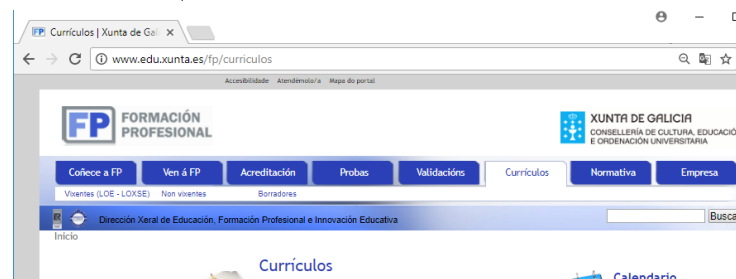 Currículos | Xunta de Gal
www.edu.xunta.es/fp/curriculos
Accesibilidade Atendémolo/a Mapa do portal
FP FORMACIÓN
PROFESIONAL
XUNTA DE GALICIA
CONSELLERÍA DE CULTURA, EDUCACIÓ
E ORDENACIÓN UNIVERSITARIA
Coñece a FP Ven á FP Acreditación Probas Validacións Currículos Normativa Empresa
Vixentes (LOE - LOXSE) Non vixentes Borradores
Dirección Xeral de Educación, Formación Profesional e Innovación Educativa
Busca
Inicio
Currículos
Calendario